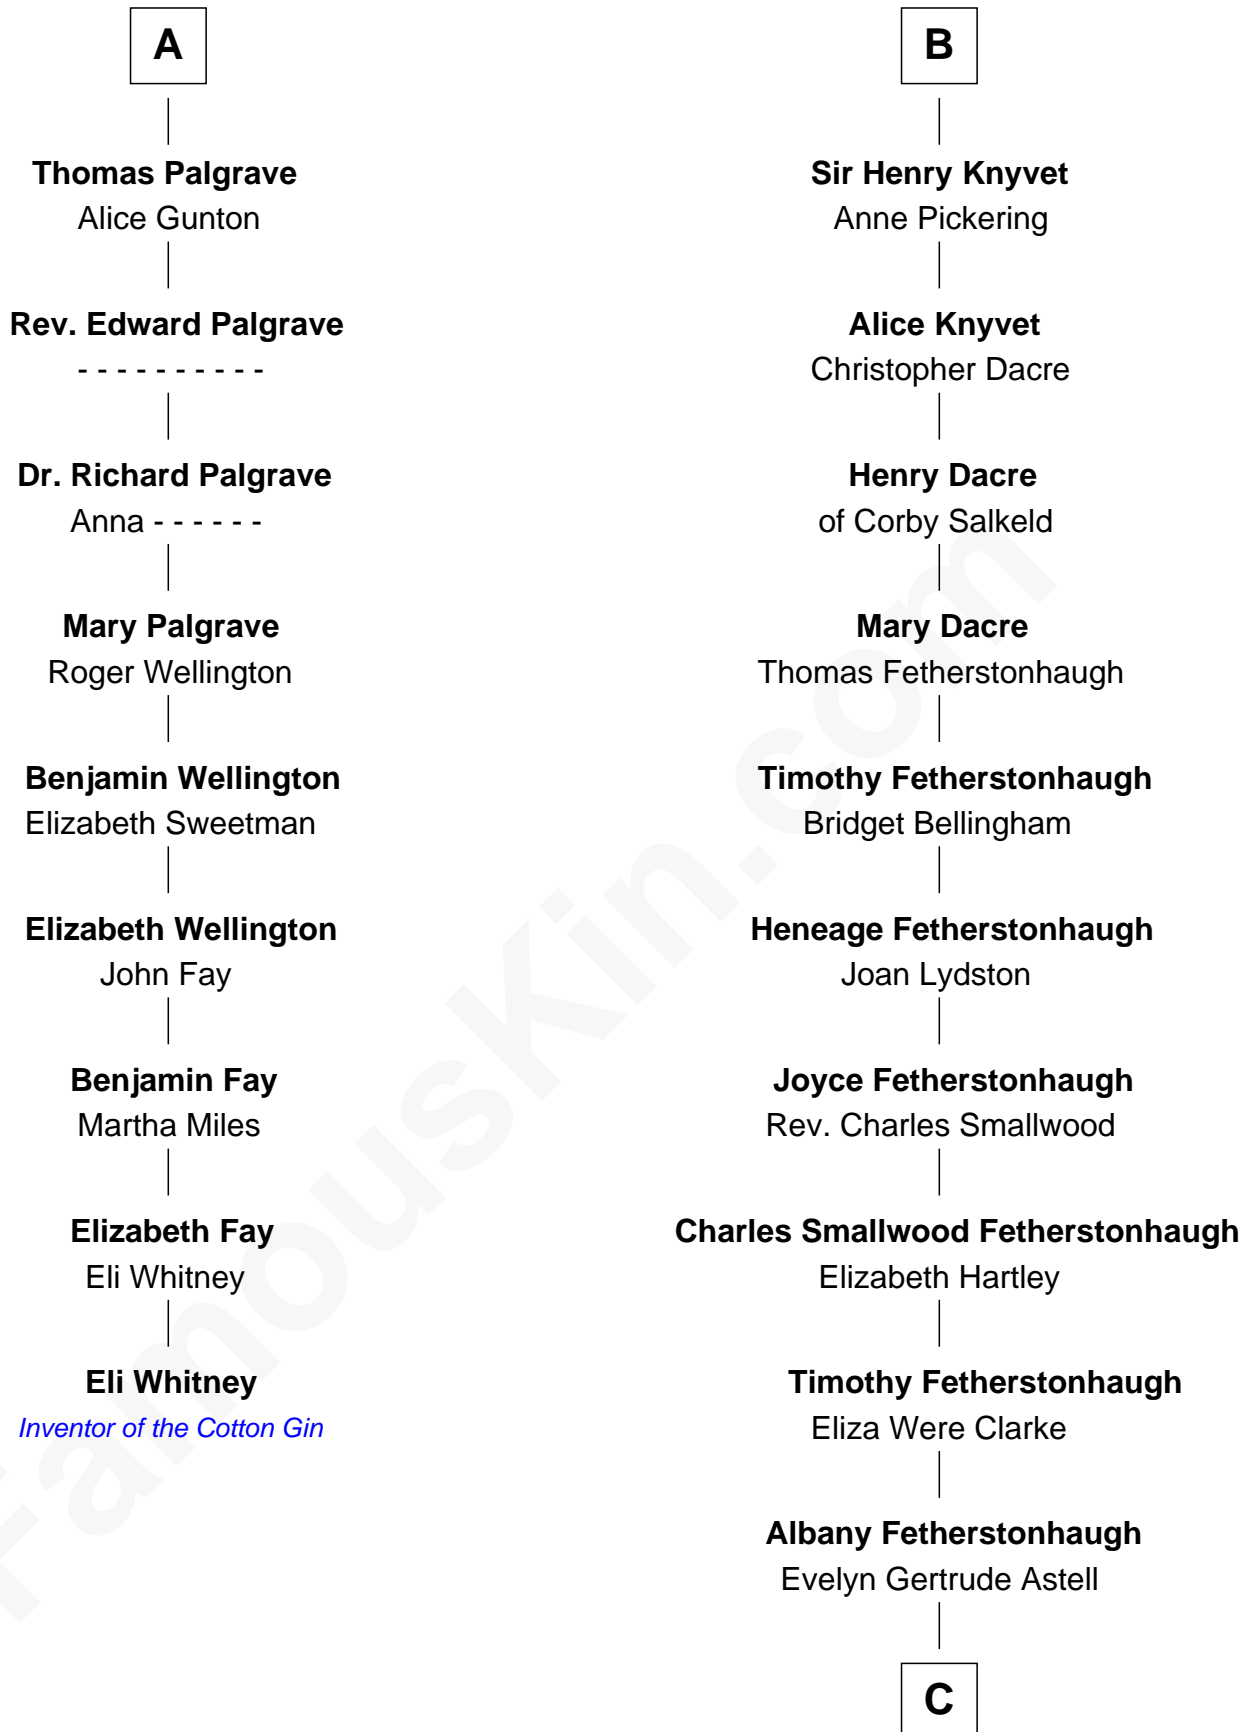 A
Thomas Palgrave
Alice Gunton
Rev. Edward Palgrave
- - - - - - - - - -
Dr. Richard Palgrave
Anna - - - - - -
Mary Palgrave
Roger Wellington
Benjamin Wellington
Elizabeth Sweetman
Elizabeth Wellington
John Fay
Benjamin Fay
Martha Miles
Elizabeth Fay
Eli Whitney
Eli Whitney
Inventor of the Cotton Gin
B
Sir Henry Knyvet
Anne Pickering
Alice Knyvet
Christopher Dacre
Henry Dacre
of Corby Salkeld
Mary Dacre
Thomas Fetherstonhaugh
Timothy Fetherstonhaugh
Bridget Bellingham
Heneage Fetherstonhaugh
Joan Lydston
Joyce Fetherstonhaugh
Rev. Charles Smallwood
Charles Smallwood Fetherstonhaugh
Elizabeth Hartley
Timothy Fetherstonhaugh
Eliza Were Clarke
Albany Fetherstonhaugh
Evelyn Gertrude Astell
C
FamousKin.com